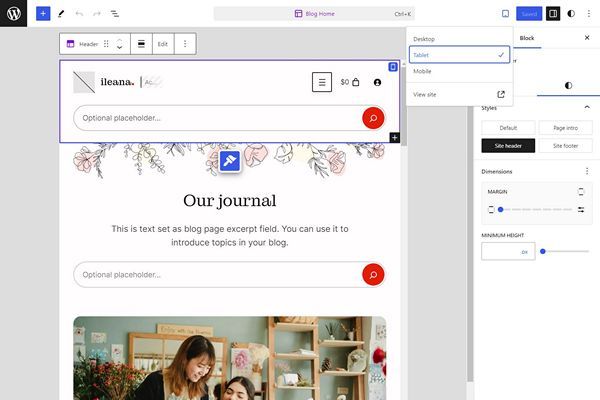 Blog Home
Ctrl+K
Saved
Header
Edit
Desktop
Tablet
Mobile
View site
Block
Styles
Default
Page intro
Site header
Site footer
Dimensions
MARGIN
MINIMUM HEIGHT
ileana.
$0
Optional placeholder...
Our journal
This is text set as blog page excerpt field. You can use it to
introduce topics in your blog.
Optional placeholder...